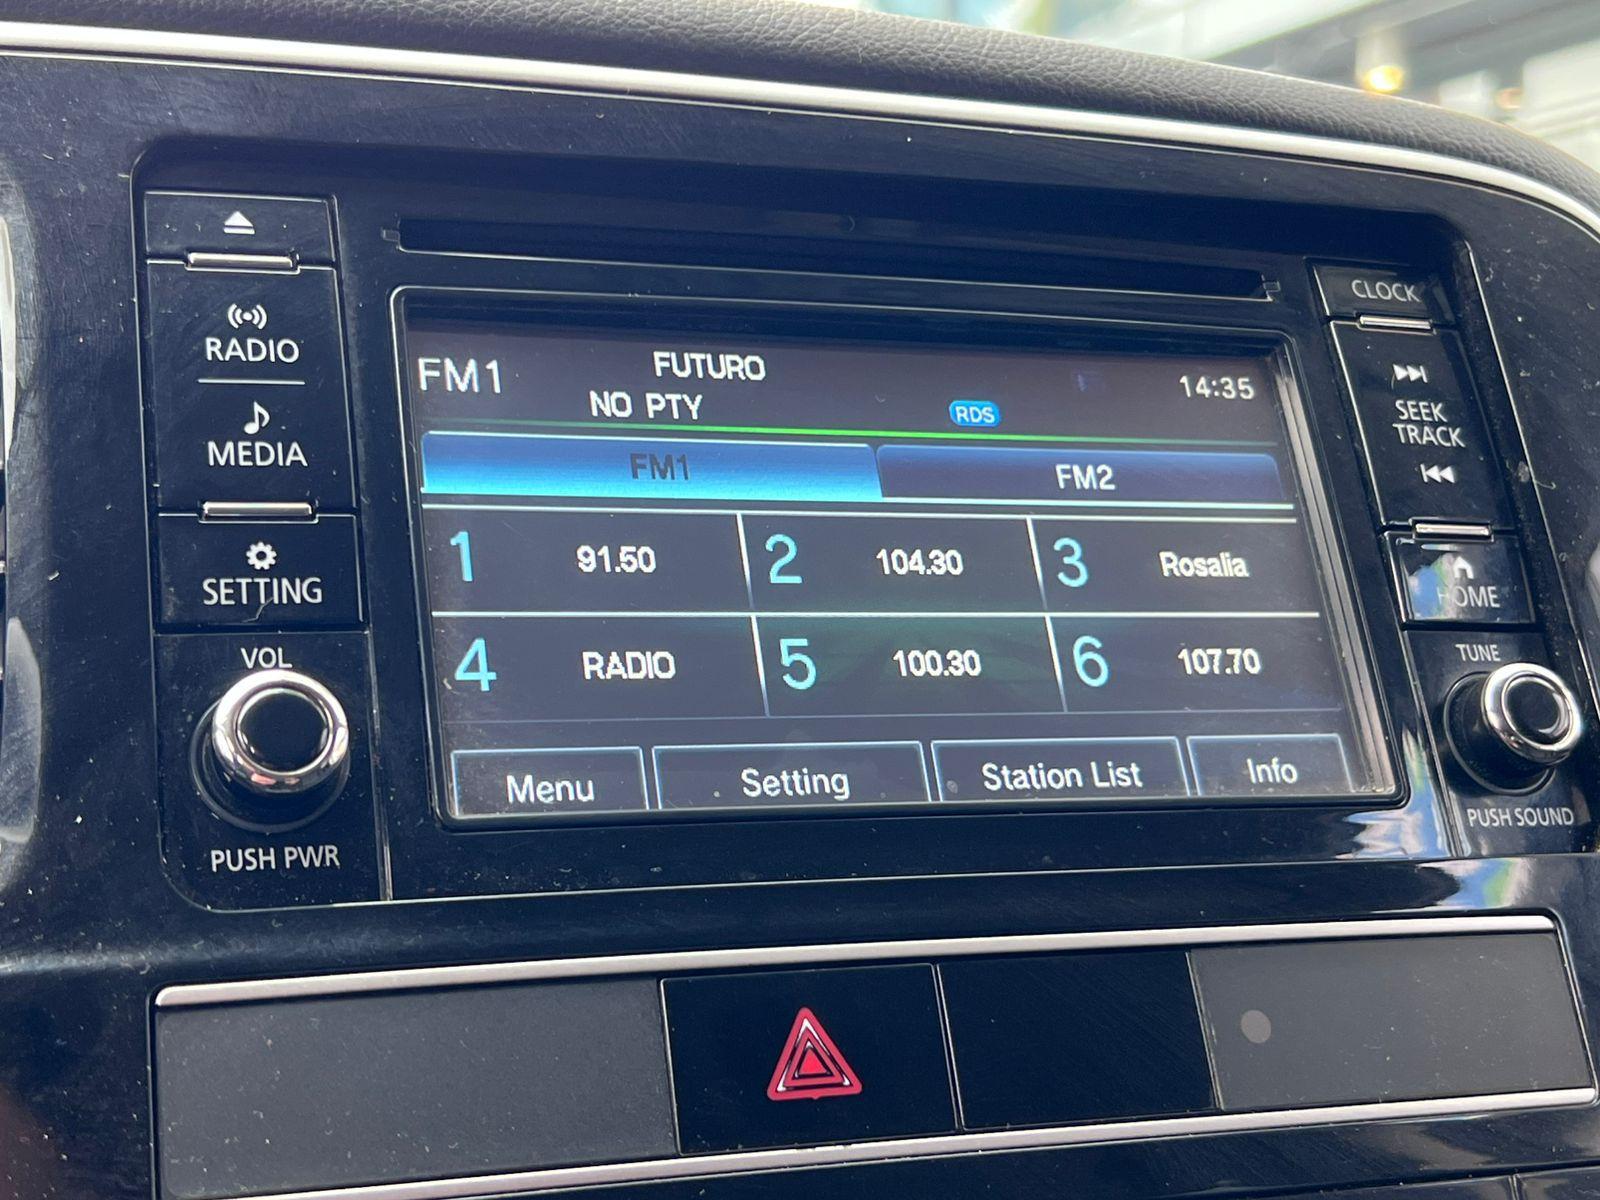 CLOCK
RADIO
MEDIA
SETTING
VOL
PUSH PWR
FM1 FUTURO 14:35
NO PTY RDS
FM1 FM2
1 91.50 2 104.30 3 Rosalia
4 RADIO 5 100.30 6 107.70
Menu Setting Station List Info
SEEK
TRACK
HOME
TUNE
PUSH SOUND